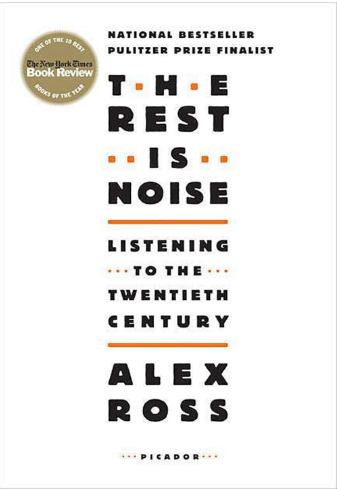 NATIONAL BESTSELLER
PULITZER PRIZE FINALIST
ONE OF THE 10 BEST
The New York Times
Book Review
BOOKS OF THE YEAR
T·H·E
REST
··IS··
NOISE
LISTENING
···TO THE···
TWENTIETH
CENTURY
ALEX
ROSS
···PICADOR···